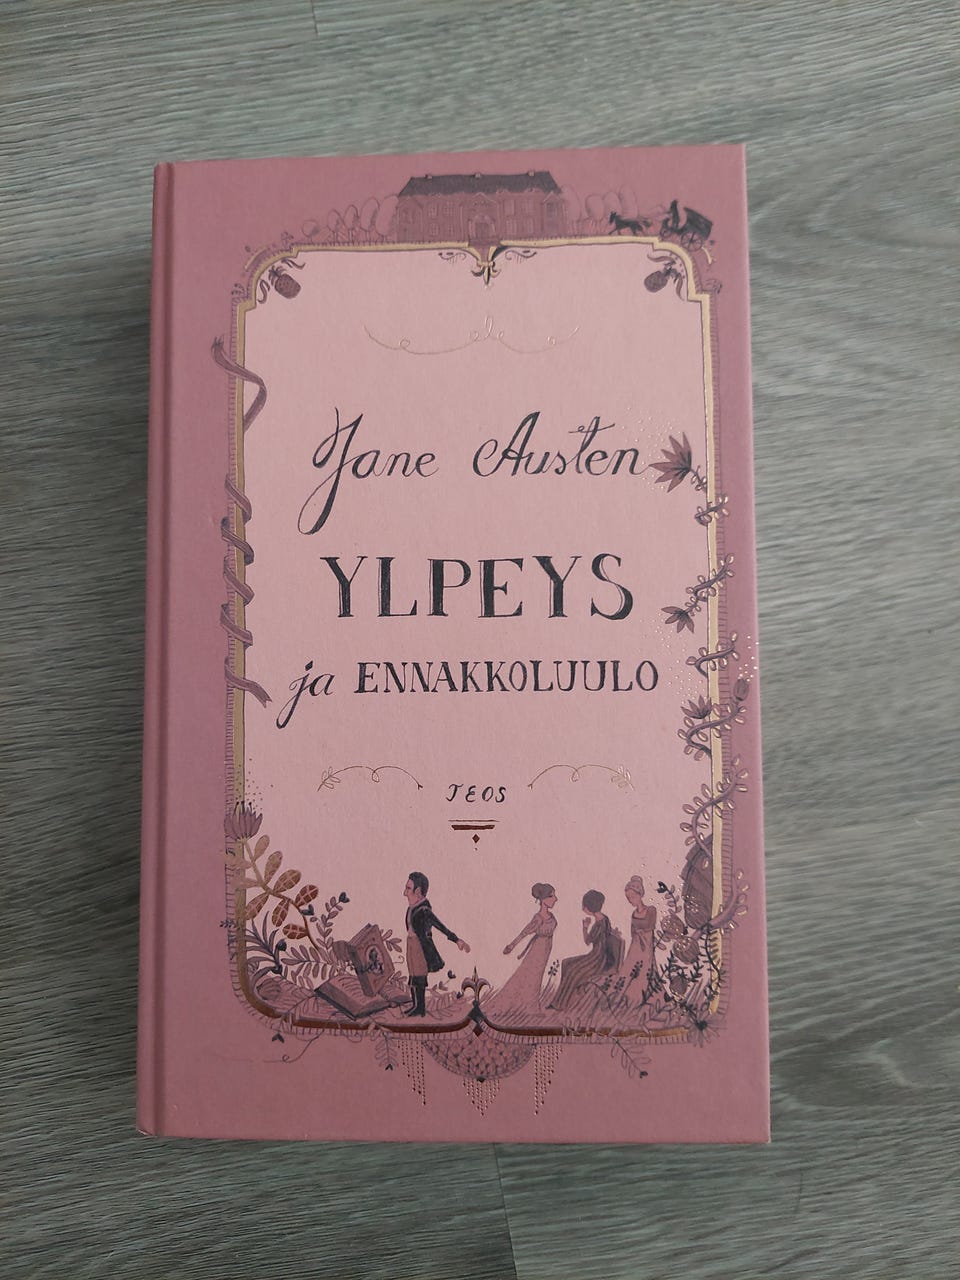 Jane Austen
YLPEYS
ja ENNAKKOLUULO
TEOS